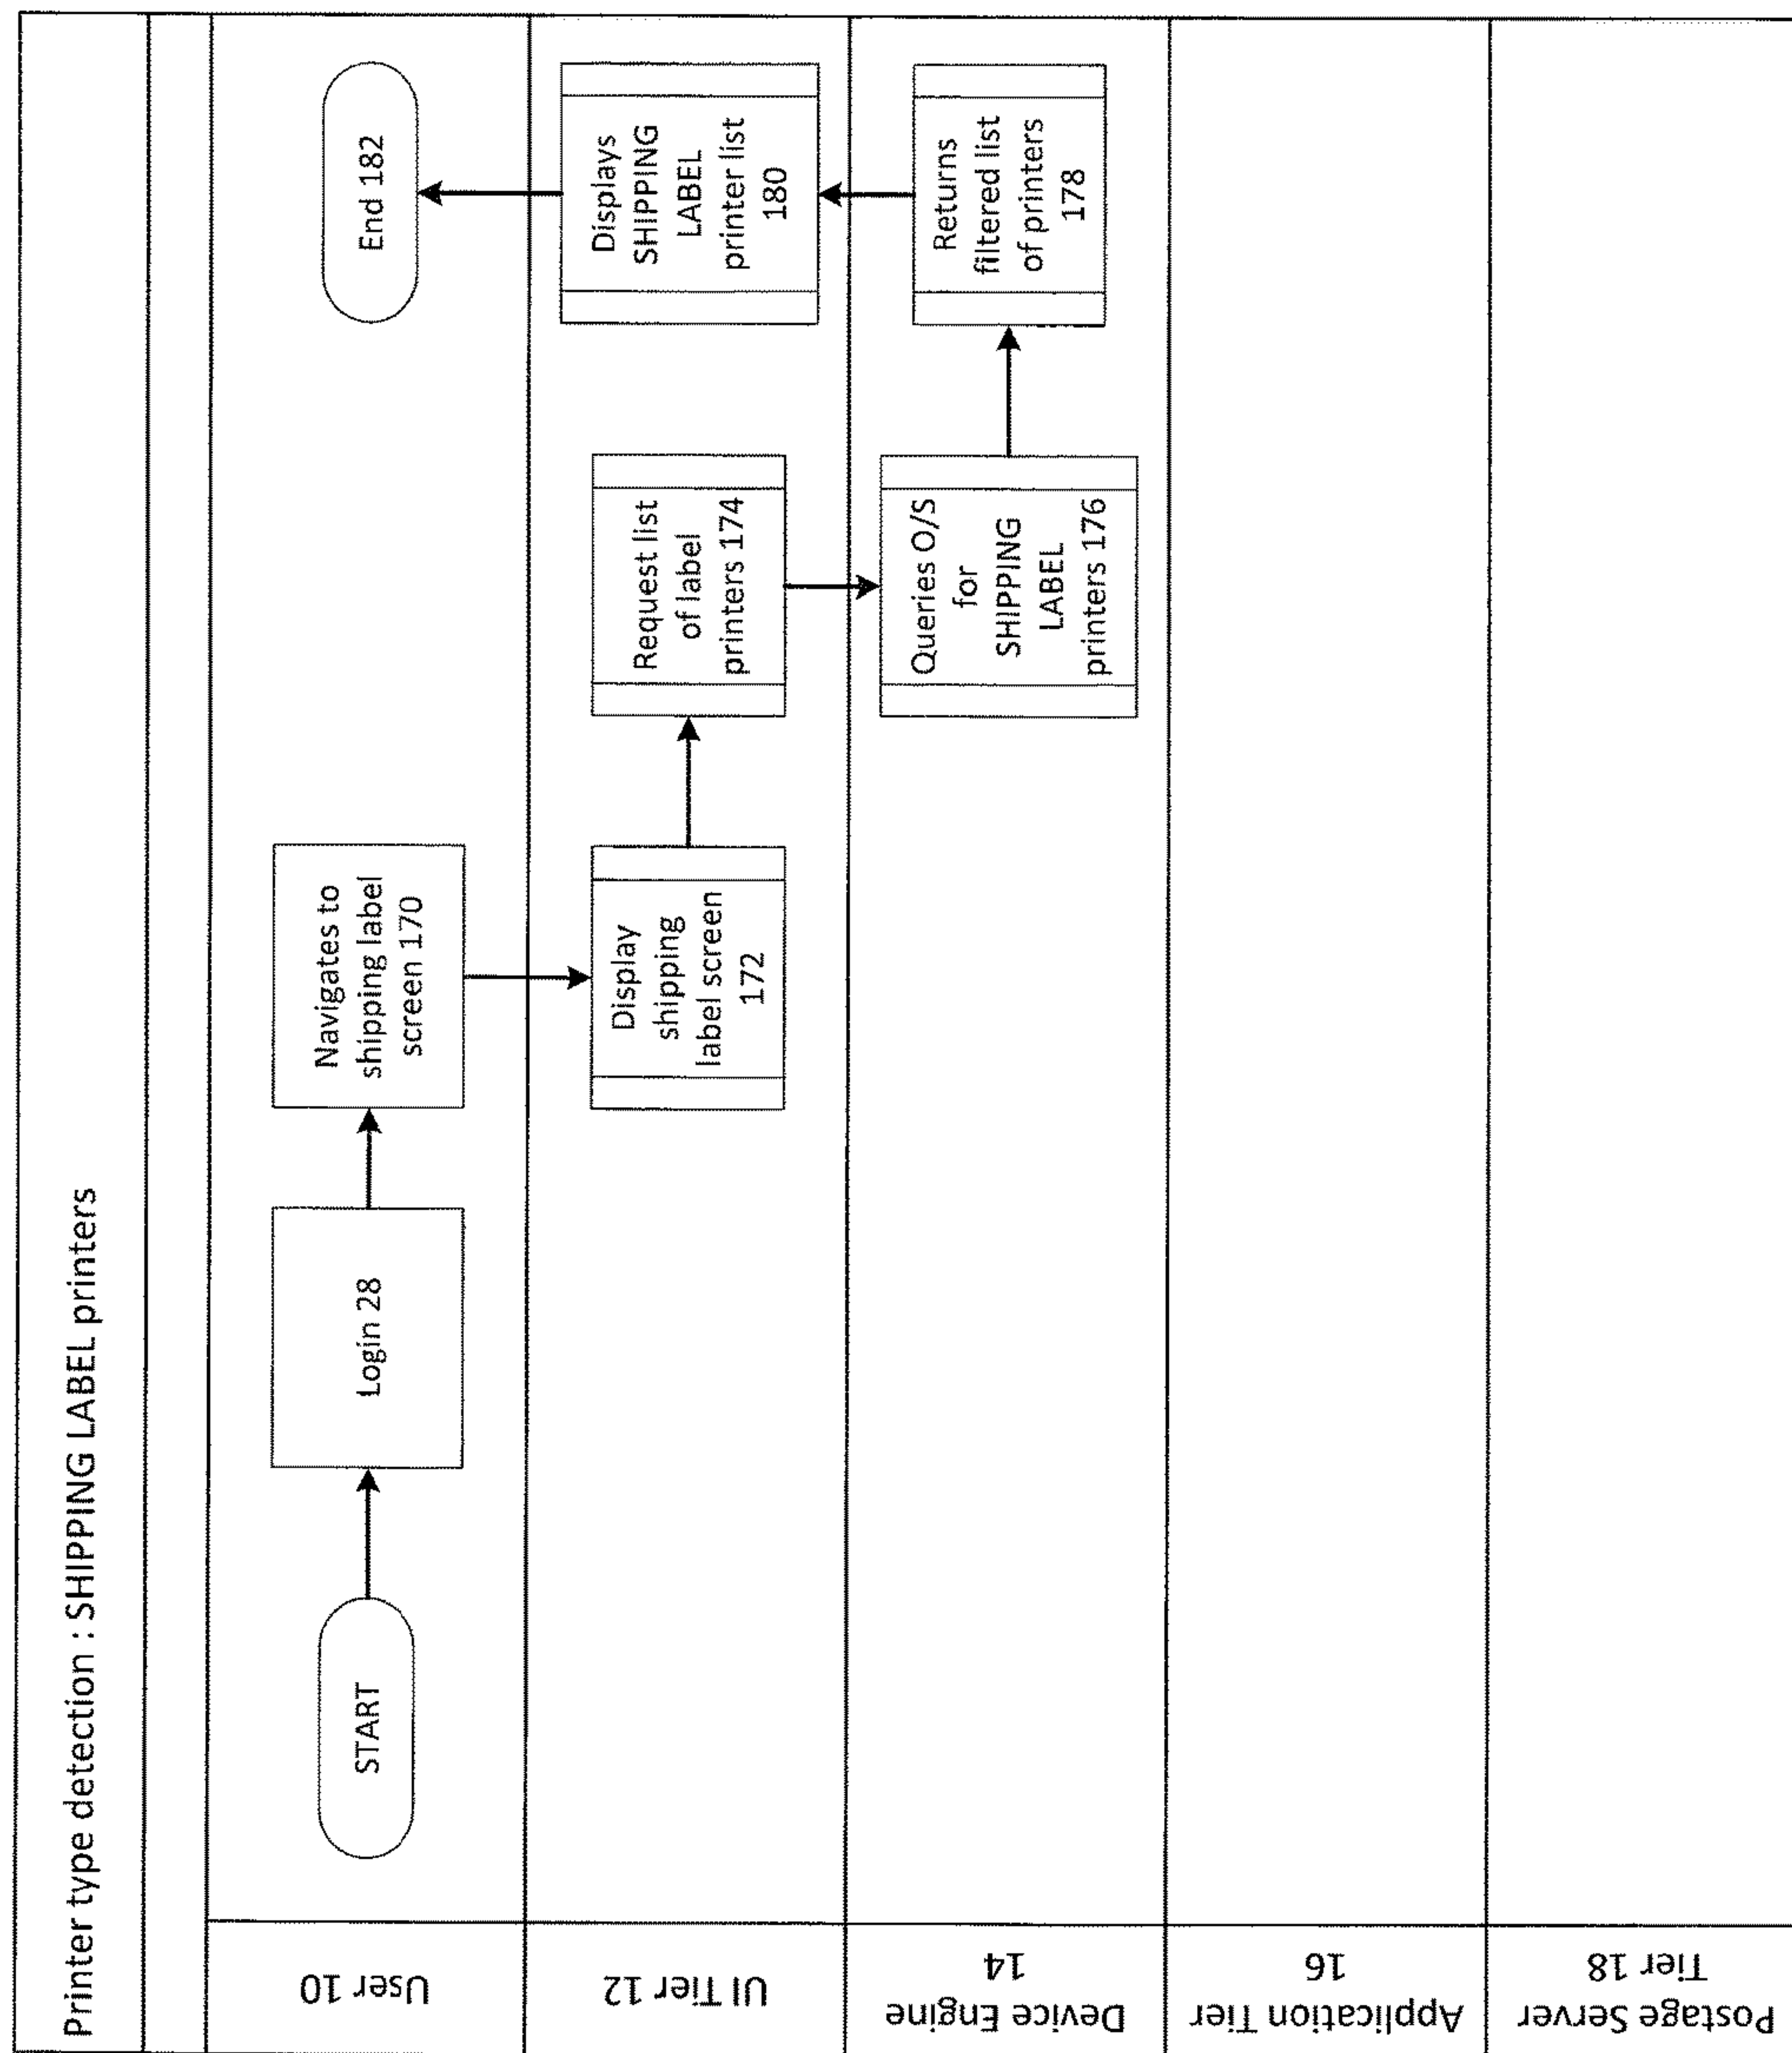 Printer type detection : SHIPPING LABEL printers
User 10
START
Login 28
Navigates to
shipping label
screen 170
End 182
UI Tier 12
Display
shipping
label screen
172
Request list
of label
printers 174
Displays
SHIPPING
LABEL
printer list
180
Device Engine
14
Queries O/S
for
SHIPPING
LABEL
printers 176
Returns
filtered list
of printers
178
Application Tier
16
Postage Server
Tier 18